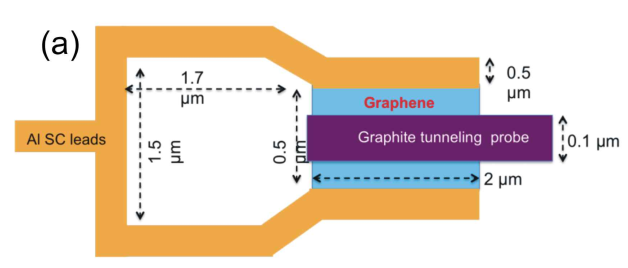 (a)
1.7
μm
0.5
μm
Graphene
Al SC leads
1.5 μm
0.5 μm
Graphite tunneling probe
0.1 μm
2 μm